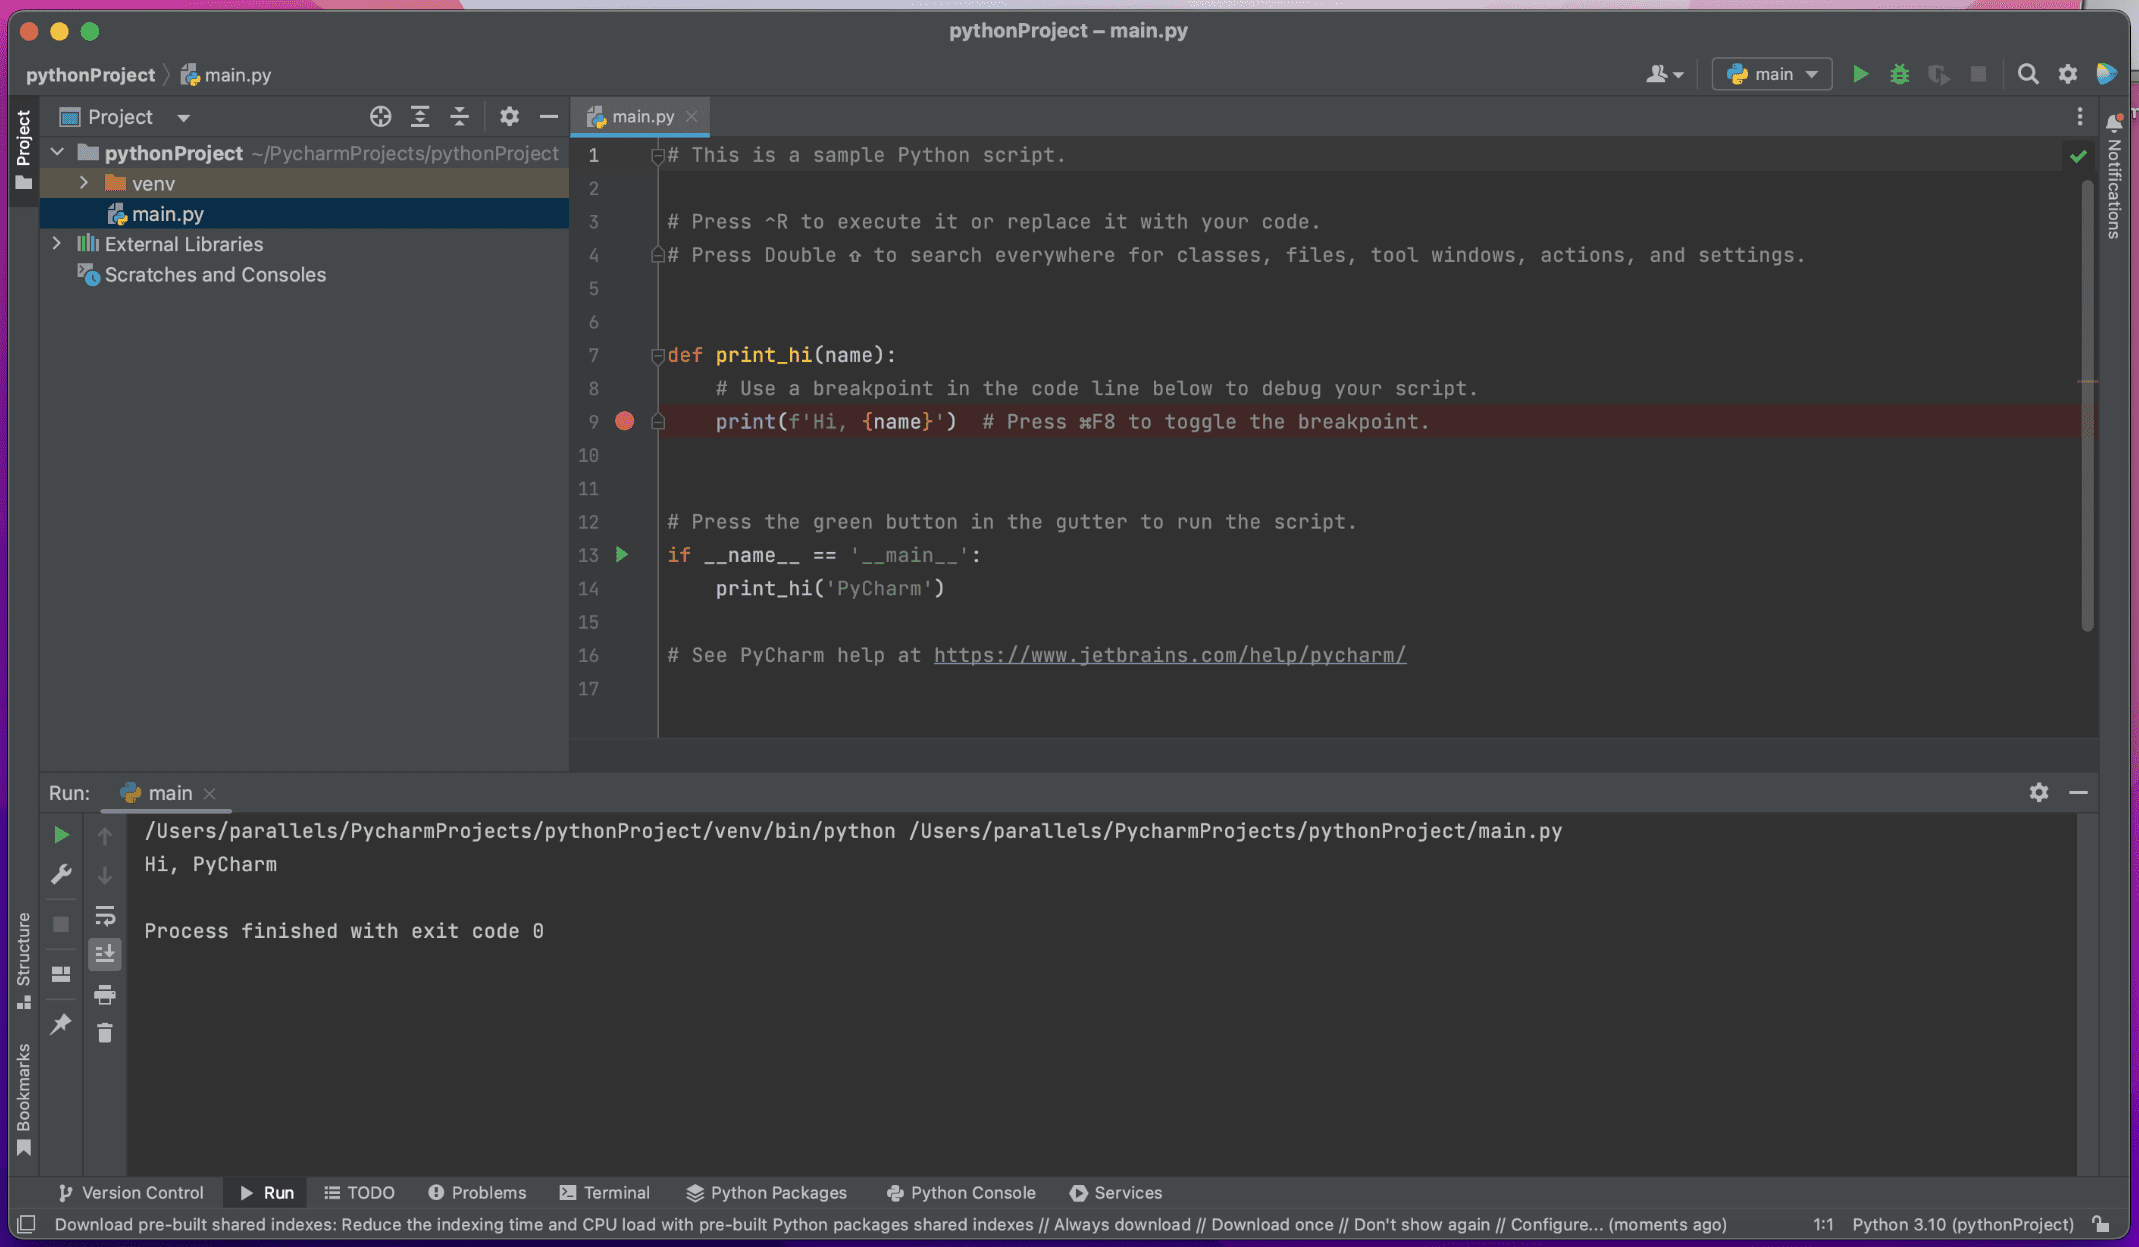 pythonProject – main.py
pythonProject main.py
main
Project
Project
main.py
Notifications
pythonProject ~/PycharmProjects/pythonProject
venv
main.py
External Libraries
Scratches and Consoles
1 # This is a sample Python script.
2
3 # Press ^R to execute it or replace it with your code.
4 # Press Double ⇧ to search everywhere for classes, files, tool windows, actions, and settings.
5
6
7 def print_hi(name):
8 # Use a breakpoint in the code line below to debug your script.
9 print(f'Hi, {name}') # Press ⌘F8 to toggle the breakpoint.
10
11
12 # Press the green button in the gutter to run the script.
13 if __name__ == '__main__':
14 print_hi('PyCharm')
15
16 # See PyCharm help at https://www.jetbrains.com/help/pycharm/
17
Run: main
/Users/parallels/PycharmProjects/pythonProject/venv/bin/python /Users/parallels/PycharmProjects/pythonProject/main.py
Hi, PyCharm
Process finished with exit code 0
Structure
Bookmarks
Version Control Run TODO Problems Terminal Python Packages Python Console Services
Download pre-built shared indexes: Reduce the indexing time and CPU load with pre-built Python packages shared indexes // Always download // Download once // Don't show again // Configure... (moments ago) 1:1 Python 3.10 (pythonProject)